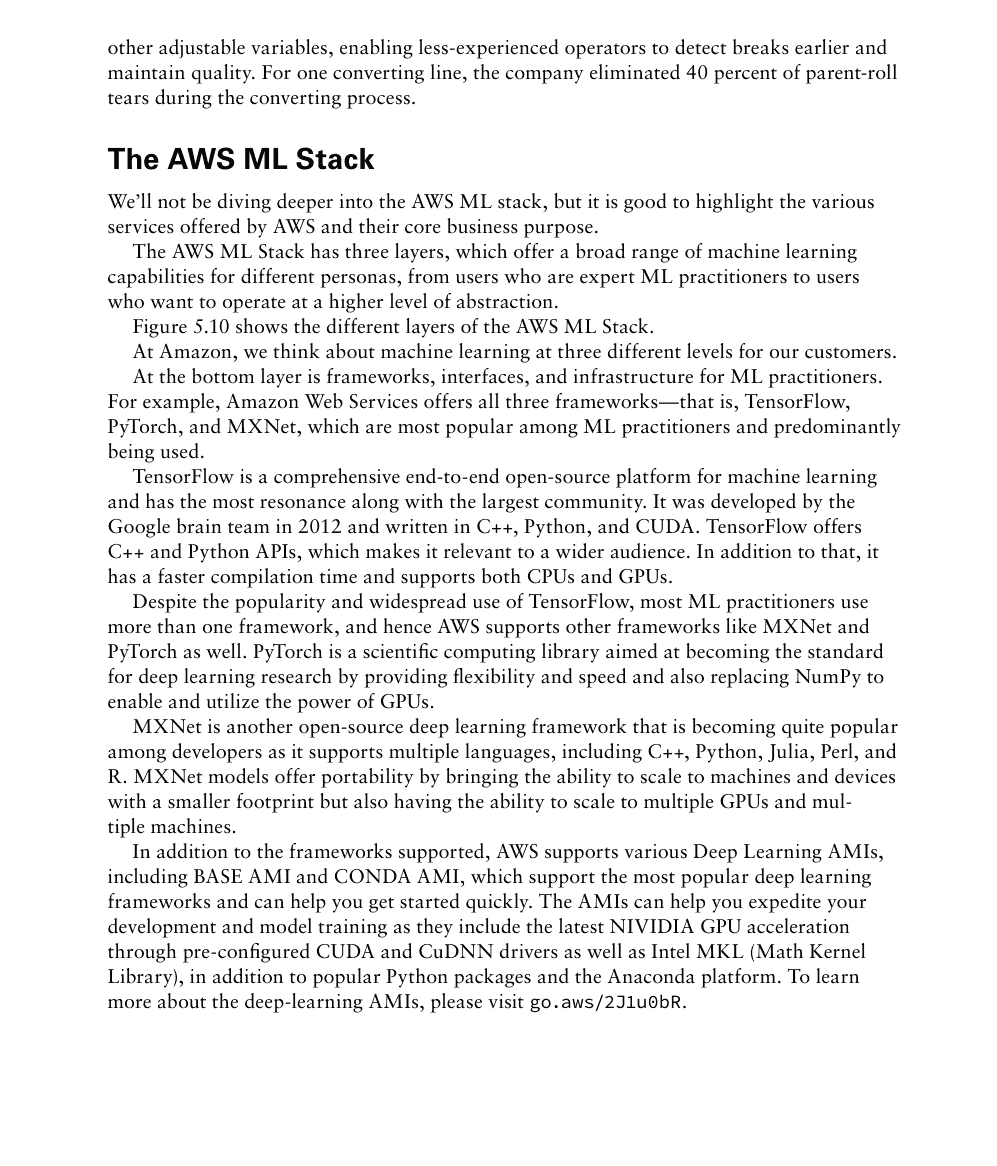 other adjustable variables, enabling less-experienced operators to detect breaks earlier and
maintain quality. For one converting line, the company eliminated 40 percent of parent-roll
tears during the converting process.
The AWS ML Stack
We’ll not be diving deeper into the AWS ML stack, but it is good to highlight the various
services offered by AWS and their core business purpose.
The AWS ML Stack has three layers, which offer a broad range of machine learning
capabilities for different personas, from users who are expert ML practitioners to users
who want to operate at a higher level of abstraction.
Figure 5.10 shows the different layers of the AWS ML Stack.
At Amazon, we think about machine learning at three different levels for our customers.
At the bottom layer is frameworks, interfaces, and infrastructure for ML practitioners.
For example, Amazon Web Services offers all three frameworks—that is, TensorFlow,
PyTorch, and MXNet, which are most popular among ML practitioners and predominantly
being used.
TensorFlow is a comprehensive end-to-end open-source platform for machine learning
and has the most resonance along with the largest community. It was developed by the
Google brain team in 2012 and written in C++, Python, and CUDA. TensorFlow offers
C++ and Python APIs, which makes it relevant to a wider audience. In addition to that, it
has a faster compilation time and supports both CPUs and GPUs.
Despite the popularity and widespread use of TensorFlow, most ML practitioners use
more than one framework, and hence AWS supports other frameworks like MXNet and
PyTorch as well. PyTorch is a scientific computing library aimed at becoming the standard
for deep learning research by providing flexibility and speed and also replacing NumPy to
enable and utilize the power of GPUs.
MXNet is another open-source deep learning framework that is becoming quite popular
among developers as it supports multiple languages, including C++, Python, Julia, Perl, and
R. MXNet models offer portability by bringing the ability to scale to machines and devices
with a smaller footprint but also having the ability to scale to multiple GPUs and mul-
tiple machines.
In addition to the frameworks supported, AWS supports various Deep Learning AMIs,
including BASE AMI and CONDA AMI, which support the most popular deep learning
frameworks and can help you get started quickly. The AMIs can help you expedite your
development and model training as they include the latest NIVIDIA GPU acceleration
through pre-configured CUDA and CuDNN drivers as well as Intel MKL (Math Kernel
Library), in addition to popular Python packages and the Anaconda platform. To learn
more about the deep-learning AMIs, please visit go.aws/2J1u0bR.